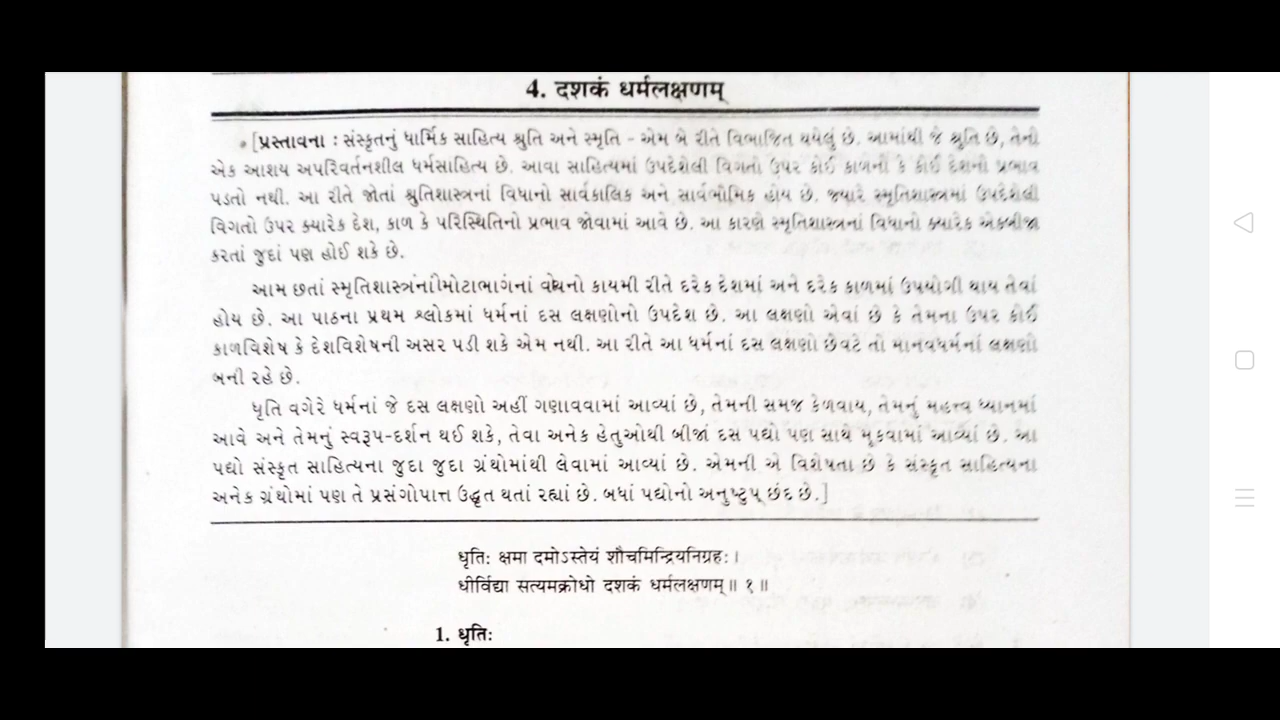 4. दशकं धर्मलक्षणम्
[પ્રસ્તાવના : સંસ્કૃતનું ધાર્મિક સાહિત્ય શ્રુતિ અને સ્મૃતિ - એમ બે રીતે વિભાજિત થયેલું છે. આમાંથી જે શ્રુતિ છે, તેનો
એક આશય અપરિવર્તનશીલ ધર્મસાહિત્ય છે. આવા સાહિત્યમાં ઉપદેશેલી વિગતો ઉપર કોઈ કાળનો કે કોઈ દેશનો પ્રભાવ
પડતો નથી. આ રીતે જોતાં શ્રુતિશાસ્ત્રનાં વિધાનો સાર્વકાલિક અને સાર્વભૌમિક હોય છે. જ્યારે સ્મૃતિશાસ્ત્રમાં ઉપદેશેલી
વિગતો ઉપર ક્યારેક દેશ, કાળ કે પરિસ્થિતિનો પ્રભાવ જોવામાં આવે છે. આ કારણે સ્મૃતિશાસ્ત્રનાં વિધાનો ક્યારેક એકબીજા
કરતાં જુદાં પણ હોઈ શકે છે.
આમ છતાં સ્મૃતિશાસ્ત્રનાં મોટાભાગનાં વચનો કાયમી રીતે દરેક દેશમાં અને દરેક કાળમાં ઉપયોગી થાય તેવાં
હોય છે. આ પાઠના પ્રથમ શ્લોકમાં ધર્મનાં દસ લક્ષણોનો ઉપદેશ છે. આ લક્ષણો એવાં છે કે તેમના ઉપર કોઈ
કાળવિશેષ કે દેશવિશેષની અસર પડી શકે એમ નથી. આ રીતે આ ધર્મનાં દસ લક્ષણો છેવટે તો માનવધર્મનાં લક્ષણો
બની રહે છે.
ધૃતિ વગેરે ધર્મનાં જે દસ લક્ષણો અહીં ગણાવવામાં આવ્યાં છે, તેમની સમજ કેળવાય, તેમનું મહત્ત્વ ધ્યાનમાં
આવે અને તેમનું સ્વરૂપ-દર્શન થઈ શકે, તેવા અનેક હેતુઓથી બીજાં દસ પદ્યો પણ સાથે મૂકવામાં આવ્યાં છે. આ
પદ્યો સંસ્કૃત સાહિત્યના જુદા જુદા ગ્રંથોમાંથી લેવામાં આવ્યાં છે. એમની એ વિશેષતા છે કે સંસ્કૃત સાહિત્યના
અનેક ગ્રંથોમાં પણ તે પ્રસંગોપાત્ત ઉદ્ધૃત થતાં રહ્યાં છે. બધાં પદ્યોનો અનુષ્ટુપ્ છંદ છે.]
धृतिः क्षमा दमोऽस्तेयं शौचमिन्द्रियनिग्रहः।
धीर्विद्या सत्यमक्रोधो दशकं धर्मलक्षणम्॥ १॥
1. धृतिः